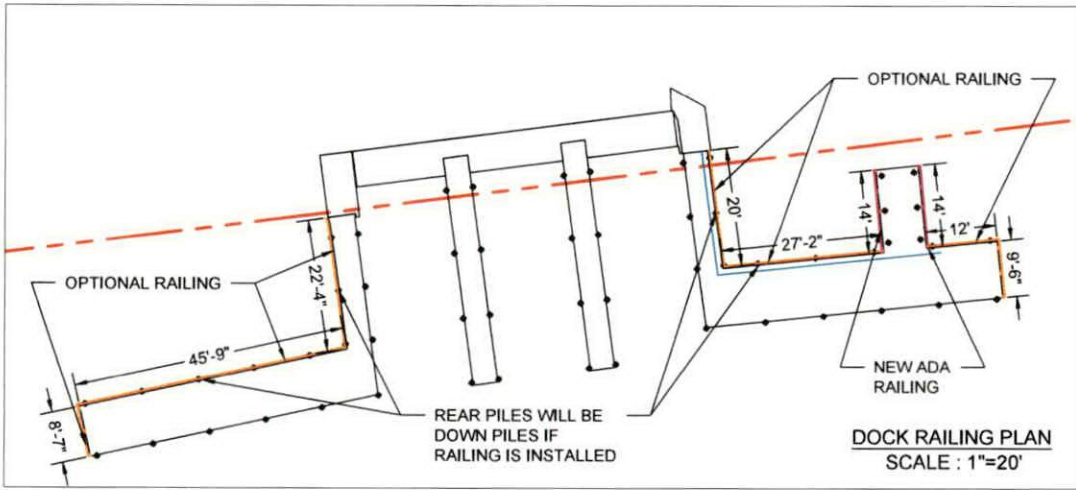 OPTIONAL RAILING
20'
14'
14'
12'
27'-2"
9'-6"
OPTIONAL RAILING
22'-4"
45'-9"
8'-7"
NEW ADA
RAILING
REAR PILES WILL BE
DOWN PILES IF
RAILING IS INSTALLED
DOCK RAILING PLAN
SCALE : 1"=20'